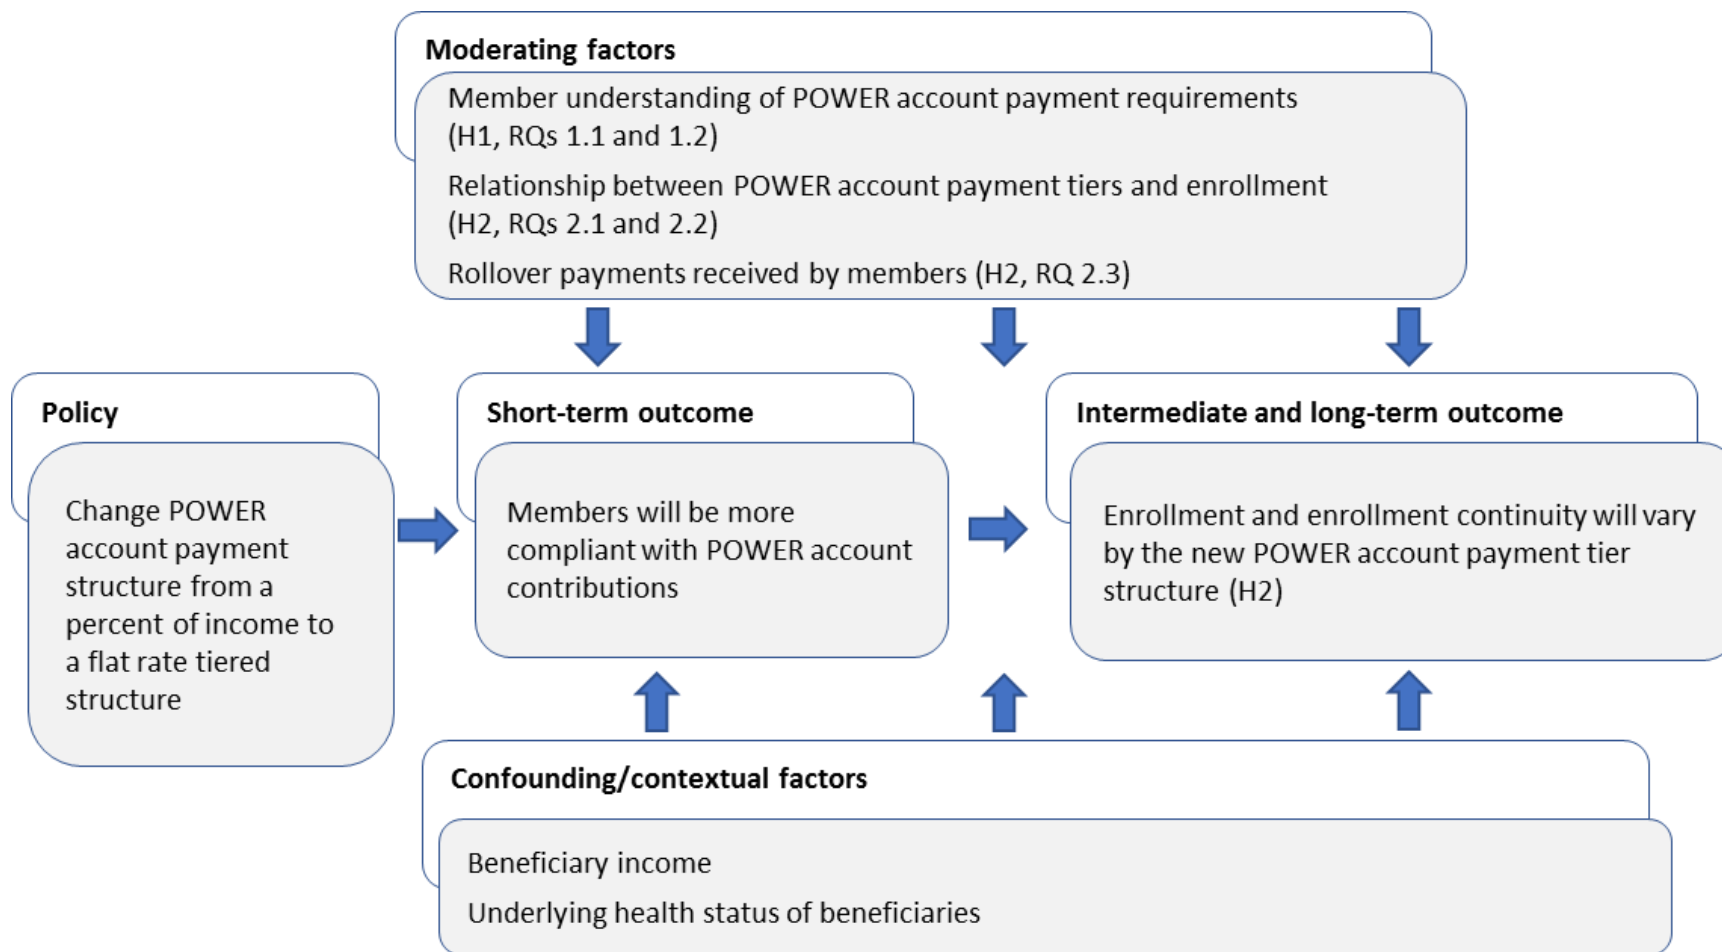 Moderating factors
Member understanding of POWER account payment requirements
(H1, RQs 1.1 and 1.2)
Relationship between POWER account payment tiers and enrollment
(H2, RQs 2.1 and 2.2)
Rollover payments received by members (H2, RQ 2.3)
Policy
Change POWER
account payment
structure from a
percent of income to
a flat rate tiered
structure
Short-term outcome
Members will be more
compliant with POWER account
contributions
Intermediate and long-term outcome
Enrollment and enrollment continuity will vary
by the new POWER account payment tier
structure (H2)
Confounding/contextual factors
Beneficiary income
Underlying health status of beneficiaries